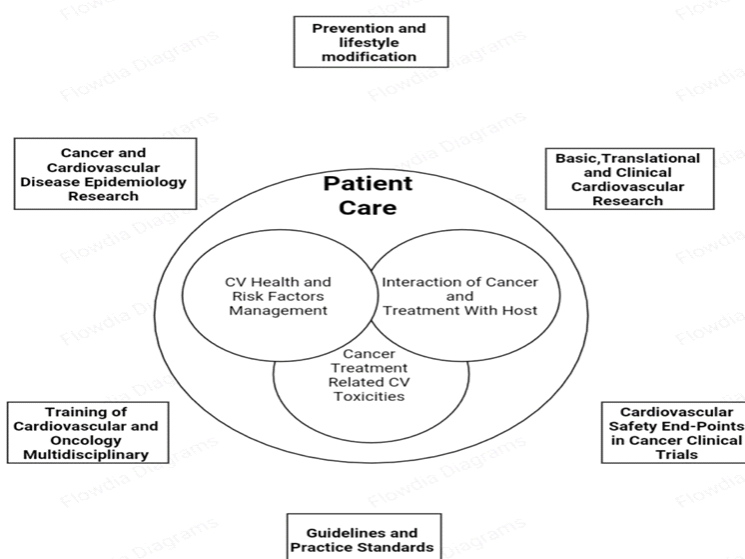 Prevention and
lifestyle
modification
Cancer and
Cardiovascular
Disease Epidemiology
Research
Basic,Translational
and Clinical
Cardiovascular
Research
Patient
Care
CV Health and
Risk Factors
Management
Interaction of Cancer
and
Treatment With Host
Cancer
Treatment
Related CV
Toxicities
Training of
Cardiovascular and
Oncology
Multidisciplinary
Cardiovascular
Safety End-Points
in Cancer Clinical
Trials
Guidelines and
Practice Standards
Flowdia Diagrams